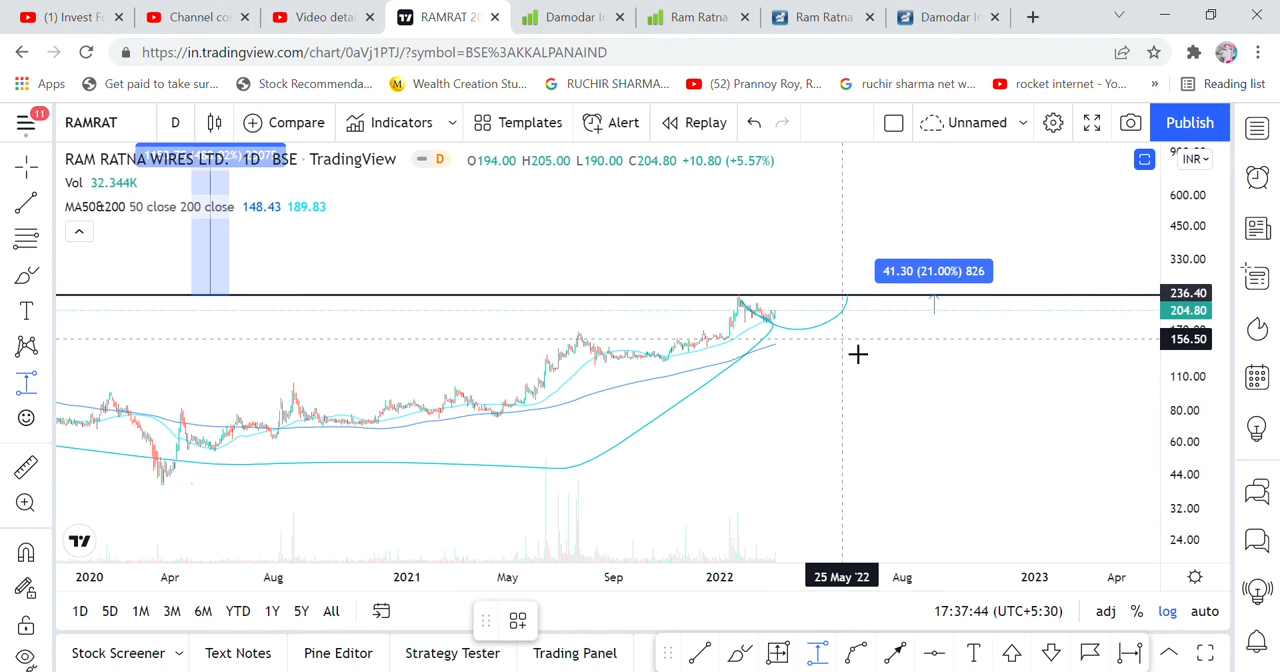 (1) Invest Fo
Channel co
Video detai
RAMRAT 20
Damodar In
Ram Ratna
Ram Ratna
Damodar In
https://in.tradingview.com/chart/0aVj1PTJ/?symbol=BSE%3AKKALPANAIND
Apps
Get paid to take sur...
Stock Recommenda...
Wealth Creation Stu...
RUCHIR SHARMA...
(52) Prannoy Roy, R...
ruchir sharma net w...
rocket internet - Yo...
»
Reading list
11
RAMRAT
D
Compare
Indicators
Templates
Alert
Replay
Unnamed
Publish
RAM RATNA WIRES LTD. · 1D · BSE · TradingView
D
O194.00 H205.00 L190.00 C204.80 +10.80 (+5.57%)
INR
Vol 32.344K
MA50&200 50 close 200 close 148.43 189.83
600.00
450.00
330.00
41.30 (21.00%) 826
236.40
204.80
156.50
110.00
80.00
60.00
44.00
32.00
24.00
2020 Apr Aug 2021 May Sep 2022 25 May '22 Aug 2023 Apr
1D 5D 1M 3M 6M YTD 1Y 5Y All
17:37:44 (UTC+5:30) adj % log auto
Stock Screener Text Notes Pine Editor Strategy Tester Trading Panel